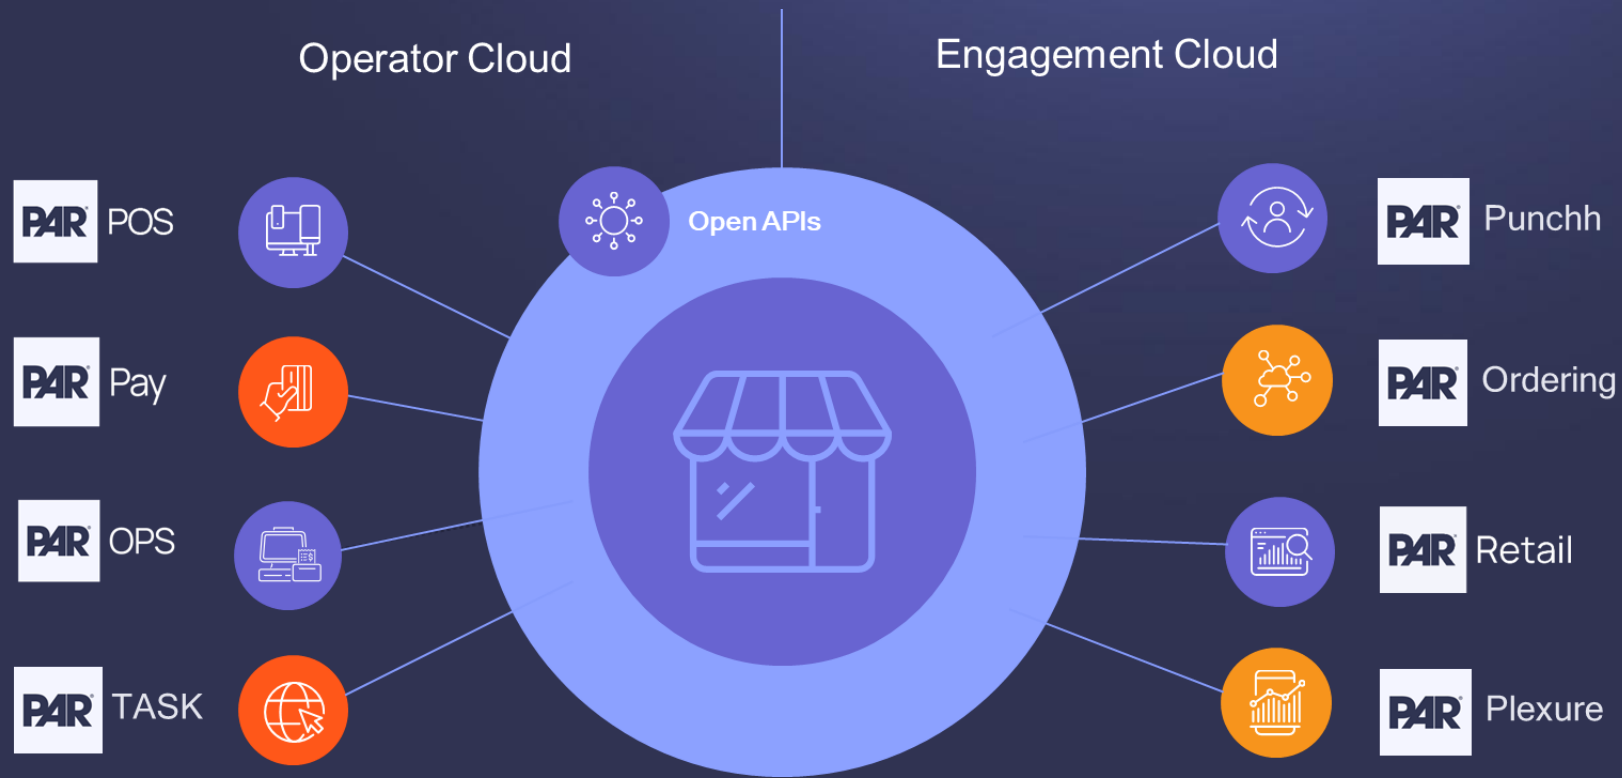 Operator Cloud
Engagement Cloud
Open APIs
PAR POS
PAR Pay
PAR OPS
PAR TASK
PAR Punchh
PAR Ordering
PAR Retail
PAR Plexure